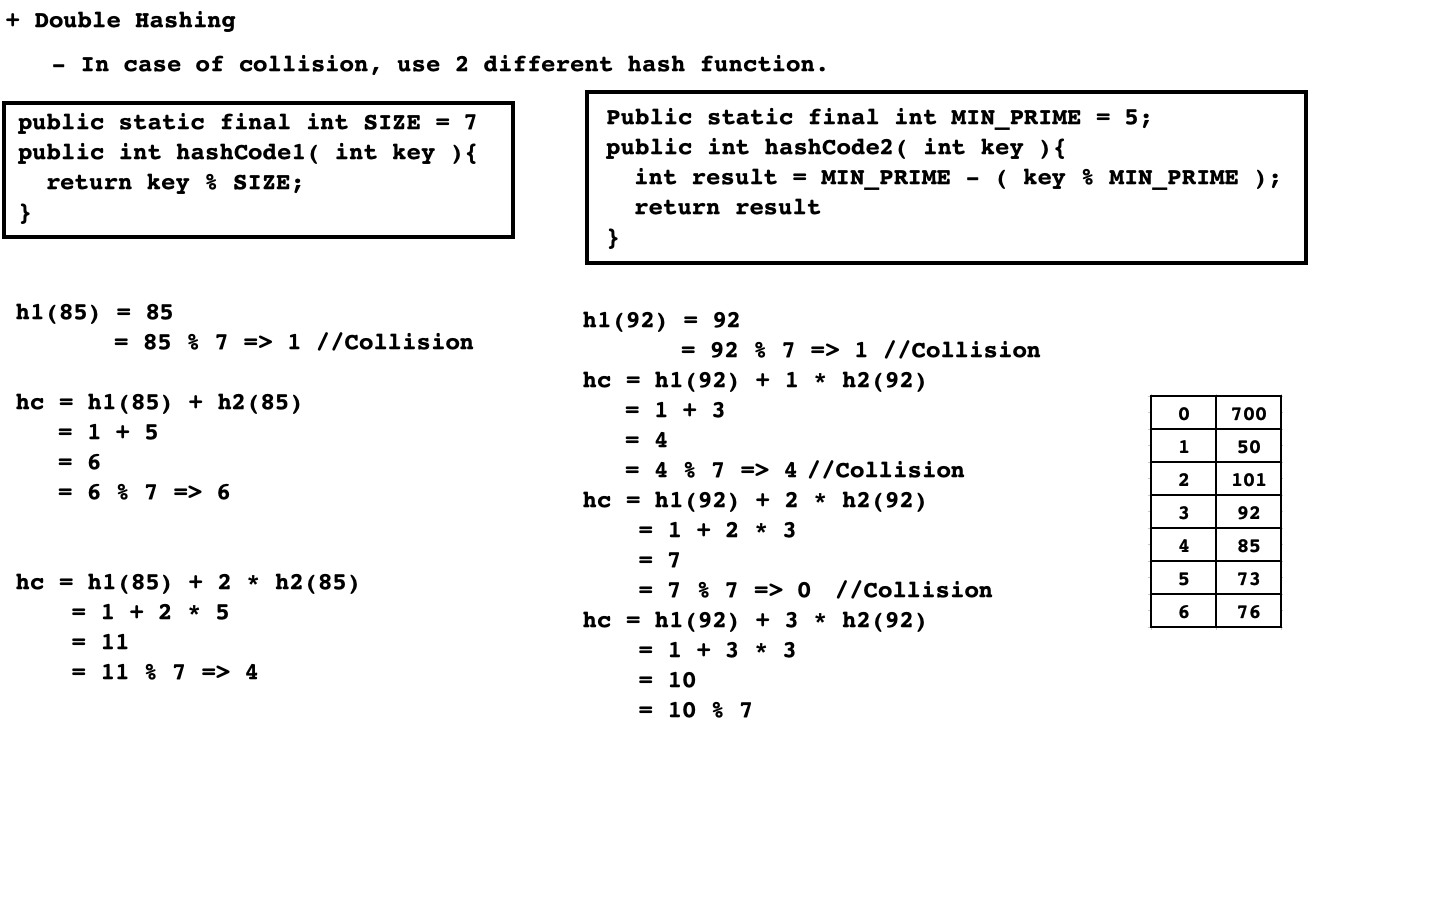 + Double Hashing
- In case of collision, use 2 different hash function.
public static final int SIZE = 7
public int hashCode1( int key ){
return key % SIZE;
}
Public static final int MIN_PRIME = 5;
public int hashCode2( int key ){
int result = MIN_PRIME - ( key % MIN_PRIME );
return result
}
h1(85) = 85
= 85 % 7 => 1 //Collision
hc = h1(85) + h2(85)
= 1 + 5
= 6
= 6 % 7 => 6
hc = h1(85) + 2 * h2(85)
= 1 + 2 * 5
= 11
= 11 % 7 => 4
h1(92) = 92
= 92 % 7 => 1 //Collision
hc = h1(92) + 1 * h2(92)
= 1 + 3
= 4
= 4 % 7 => 4 //Collision
hc = h1(92) + 2 * h2(92)
= 1 + 2 * 3
= 7
= 7 % 7 => 0 //Collision
hc = h1(92) + 3 * h2(92)
= 1 + 3 * 3
= 10
= 10 % 7
0 700
1 50
2 101
3 92
4 85
5 73
6 76